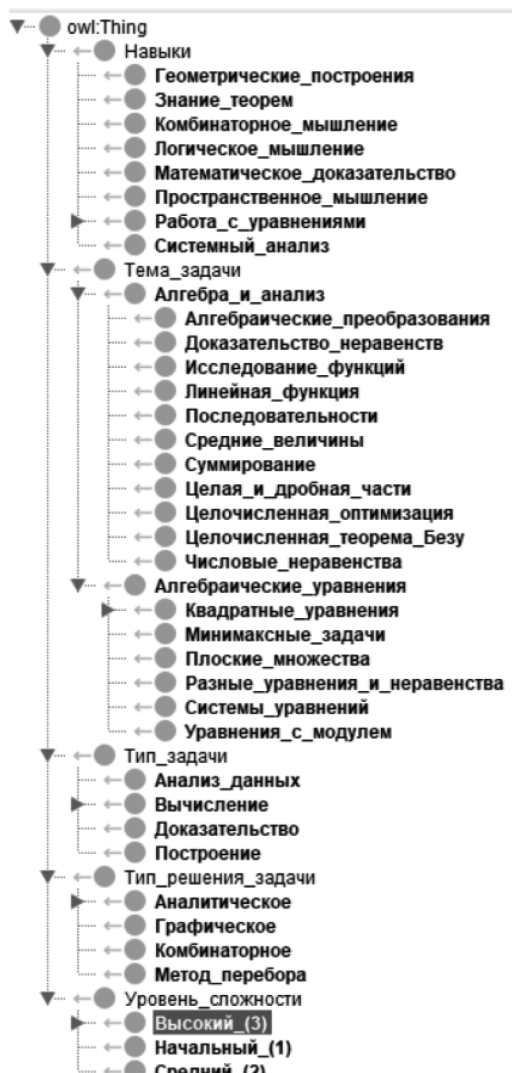 owl:Thing
Навыки
Геометрические_построения
Знание_теорем
Комбинаторное_мышление
Логическое_мышление
Математическое_доказательство
Пространственное_мышление
Работа_с_уравнениями
Системный_анализ
Тема_задачи
Алгебра_и_анализ
Алгебраические_преобразования
Доказательство_неравенств
Исследование_функций
Линейная_функция
Последовательности
Средние_величины
Суммирование
Целая_и_дробная_части
Целочисленная_оптимизация
Целочисленная_теорема_Безу
Числовые_неравенства
Алгебраические_уравнения
Квадратные_уравнения
Минимаксные_задачи
Плоские_множества
Разные_уравнения_и_неравенства
Системы_уравнений
Уравнения_с_модулем
Тип_задачи
Анализ_данных
Вычисление
Доказательство
Построение
Тип_решения_задачи
Аналитическое
Графическое
Комбинаторное
Метод_перебора
Уровень_сложности
Высокий_(3)
Начальный_(1)
Средний_(2)